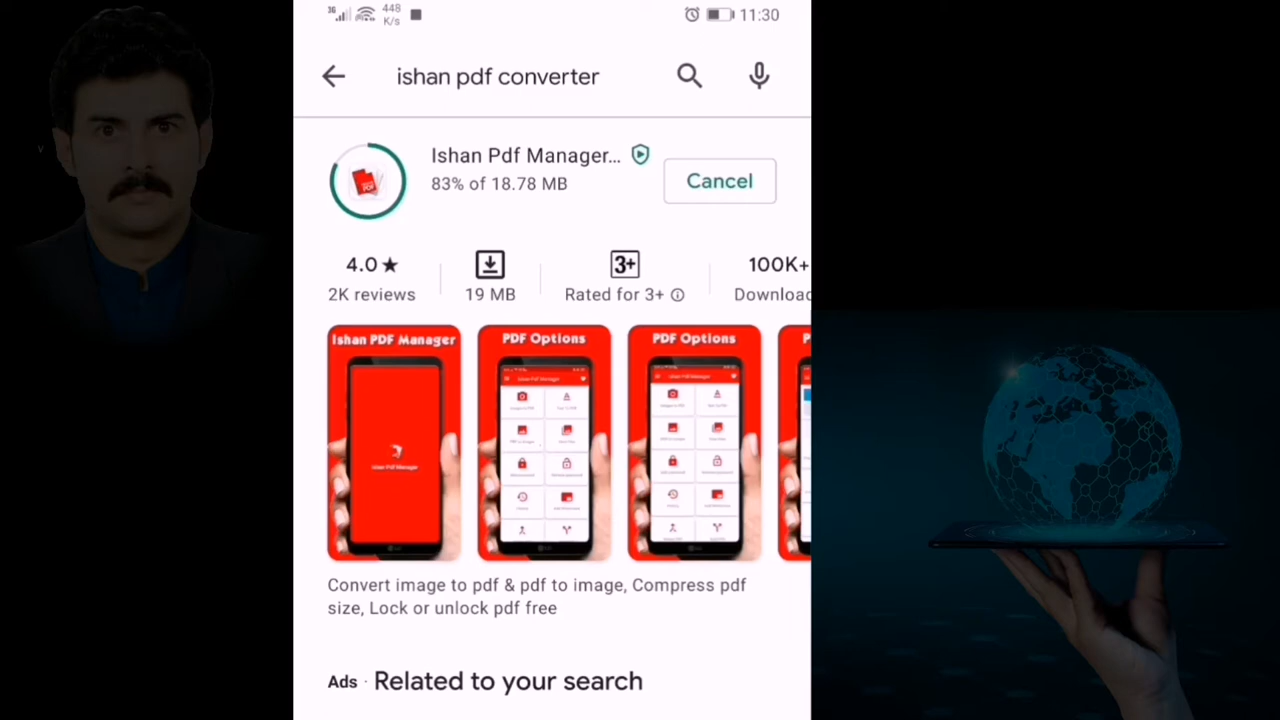 3G 448 K/s 11:30
ishan pdf converter
Ishan Pdf Manager...
83% of 18.78 MB
Cancel
4.0★ 3+ 100K+
2K reviews 19 MB Rated for 3+ Downloac
Ishan PDF Manager PDF Options PDF Options
Convert image to pdf & pdf to image, Compress pdf
size, Lock or unlock pdf free
Ads · Related to your search